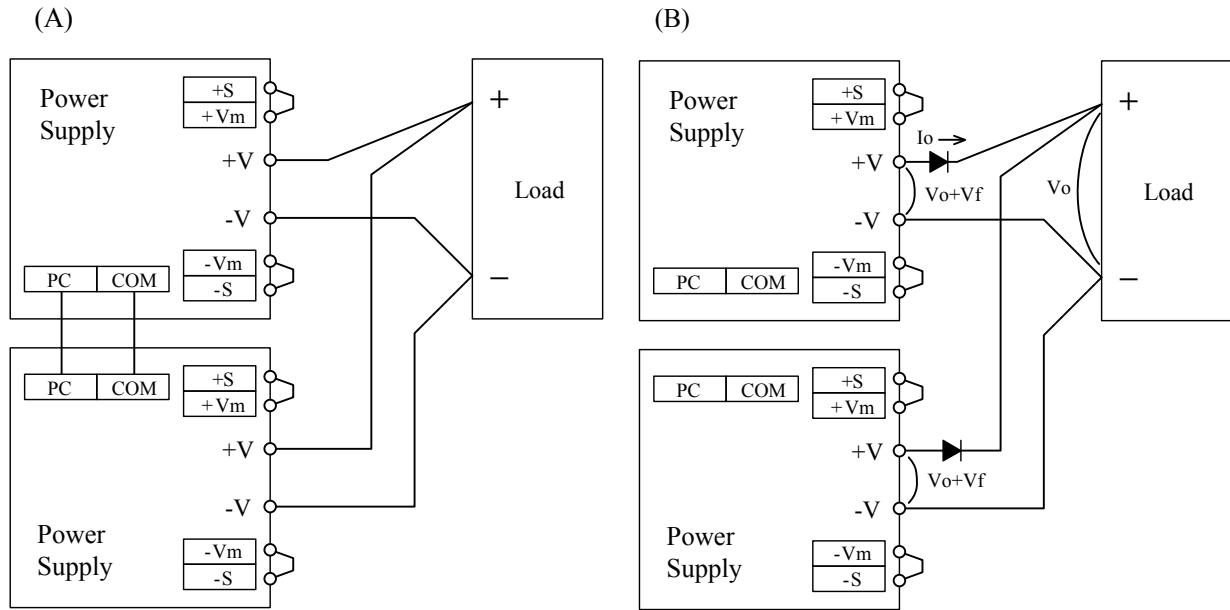 (A)
Power
Supply
+S
+Vm
+V
-V
-Vm
-S
PC COM
+
Load
−
PC COM
+S
+Vm
+V
-V
Power
Supply
-Vm
-S
(B)
Power
Supply
+S
+Vm
Io
+V
Vo+Vf
-V
-Vm
-S
PC COM
+
Vo
Load
−
PC COM
+S
+Vm
+V
Vo+Vf
-V
Power
Supply
-Vm
-S